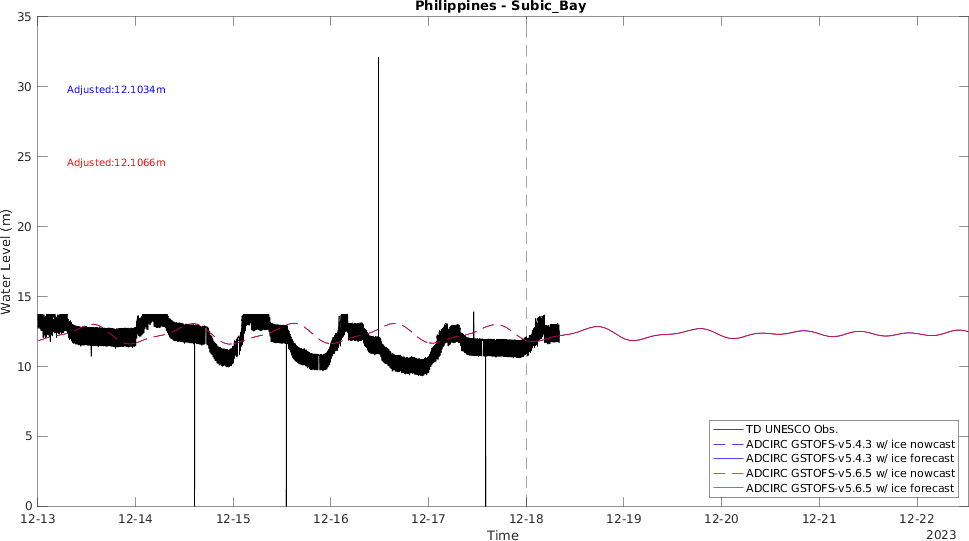 Philippines - Subic_Bay
35
30
25
20
15
10
5
0
Water Level (m)
Adjusted:12.1034m
Adjusted:12.1066m
TD UNESCO Obs.
ADCIRC GSTOFS-v5.4.3 w/ ice nowcast
ADCIRC GSTOFS-v5.4.3 w/ ice forecast
ADCIRC GSTOFS-v5.6.5 w/ ice nowcast
ADCIRC GSTOFS-v5.6.5 w/ ice forecast
12-13 12-14 12-15 12-16 12-17 12-18 12-19 12-20 12-21 12-22
Time
2023